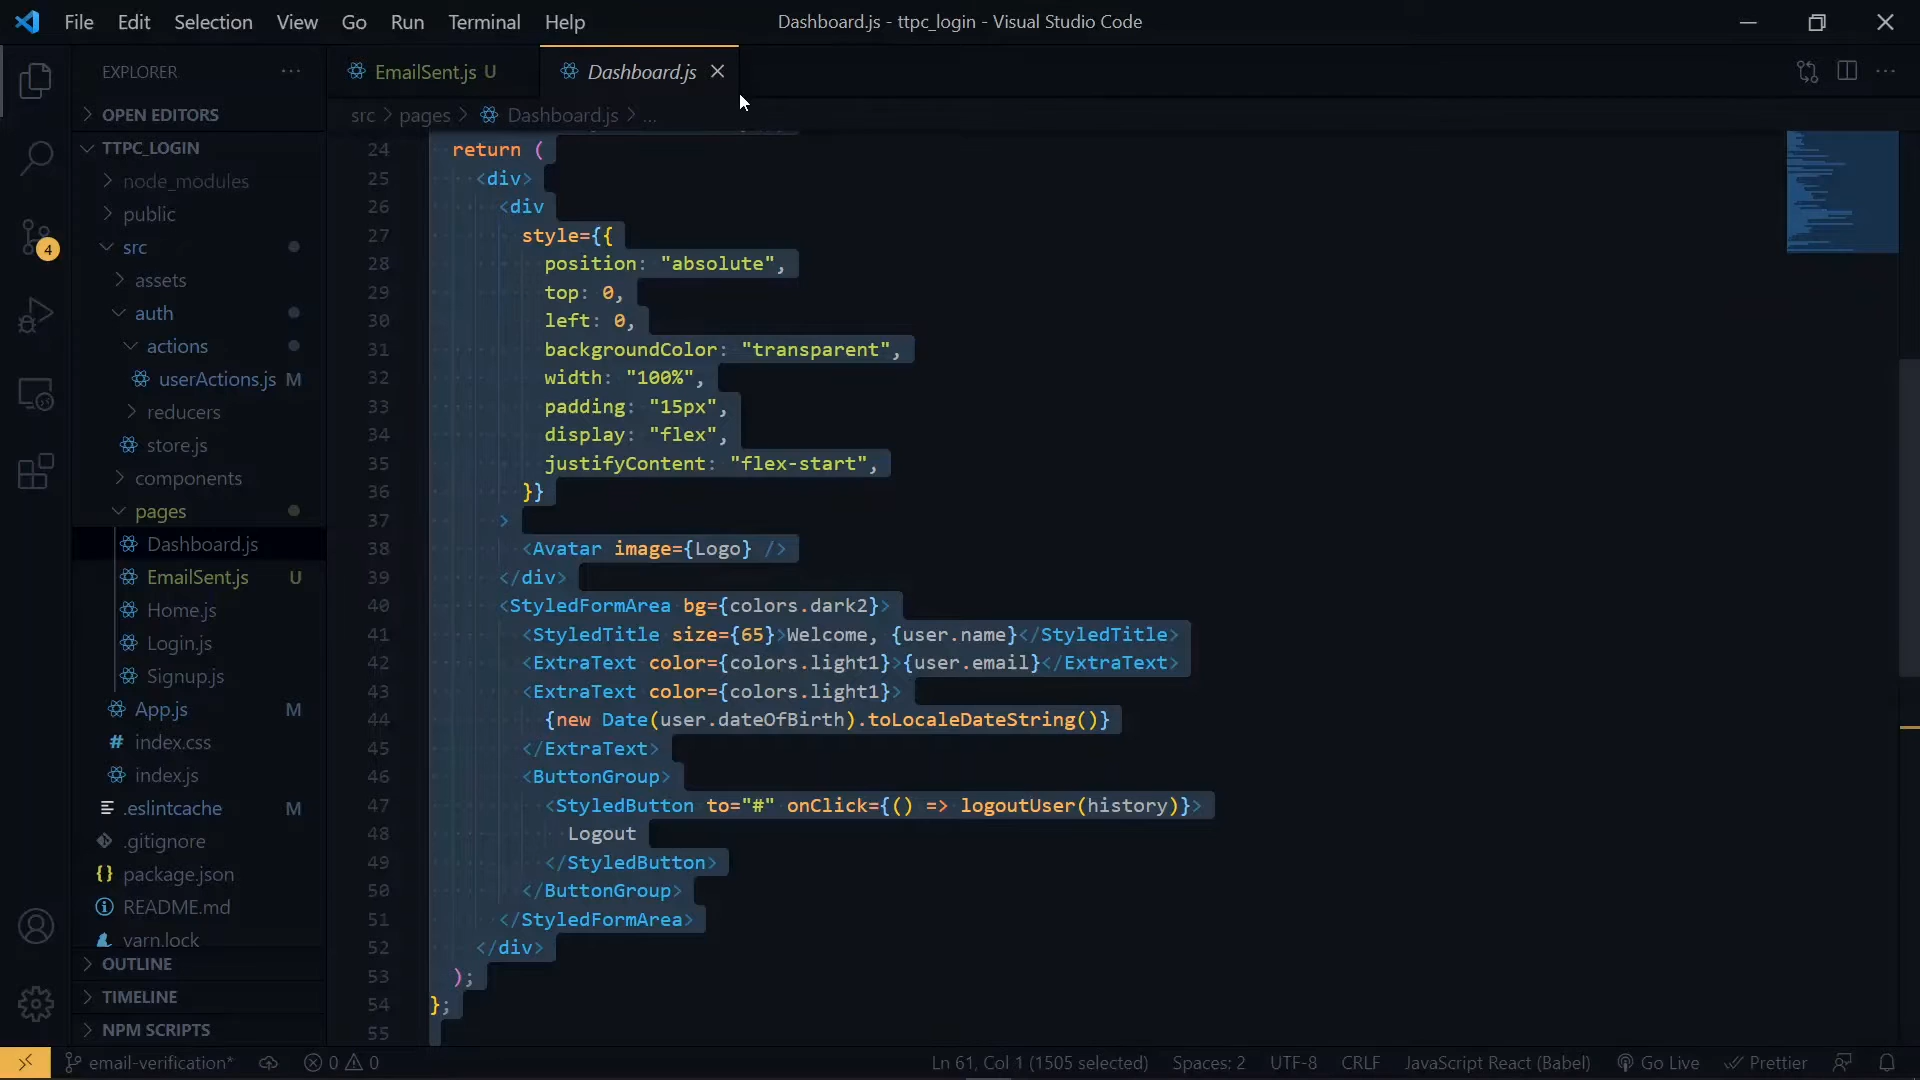 File Edit Selection View Go Run Terminal Help
Dashboard.js - ttpc_login - Visual Studio Code
EXPLORER
EmailSent.js U
Dashboard.js
OPEN EDITORS
src > pages > Dashboard.js > ...
TTPC_LOGIN
node_modules
public
src
assets
auth
actions
userActions.js M
reducers
store.js
components
pages
Dashboard.js
EmailSent.js U
Home.js
Login.js
Signup.js
App.js M
index.css
index.js
.eslintcache M
.gitignore
package.json
README.md
yarn.lock
OUTLINE
TIMELINE
NPM SCRIPTS
4
24 return (
25 <div>
26 <div
27 style={{
28 position: "absolute",
29 top: 0,
30 left: 0,
31 backgroundColor: "transparent",
32 width: "100%",
33 padding: "15px",
34 display: "flex",
35 justifyContent: "flex-start",
36 }}
37 >
38 <Avatar image={Logo} />
39 </div>
40 <StyledFormArea bg={colors.dark2}>
41 <StyledTitle size={65}>Welcome, {user.name}</StyledTitle>
42 <ExtraText color={colors.light1}>{user.email}</ExtraText>
43 <ExtraText color={colors.light1}>
44 {new Date(user.dateOfBirth).toLocaleDateString()}
45 </ExtraText>
46 <ButtonGroup>
47 <StyledButton to="#" onClick={() => logoutUser(history)}>
48 Logout
49 </StyledButton>
50 </ButtonGroup>
51 </StyledFormArea>
52 </div>
53 );
54 };
55
email-verification* 0 0
Ln 61, Col 1 (1505 selected) Spaces: 2 UTF-8 CRLF JavaScript React (Babel) Go Live Prettier